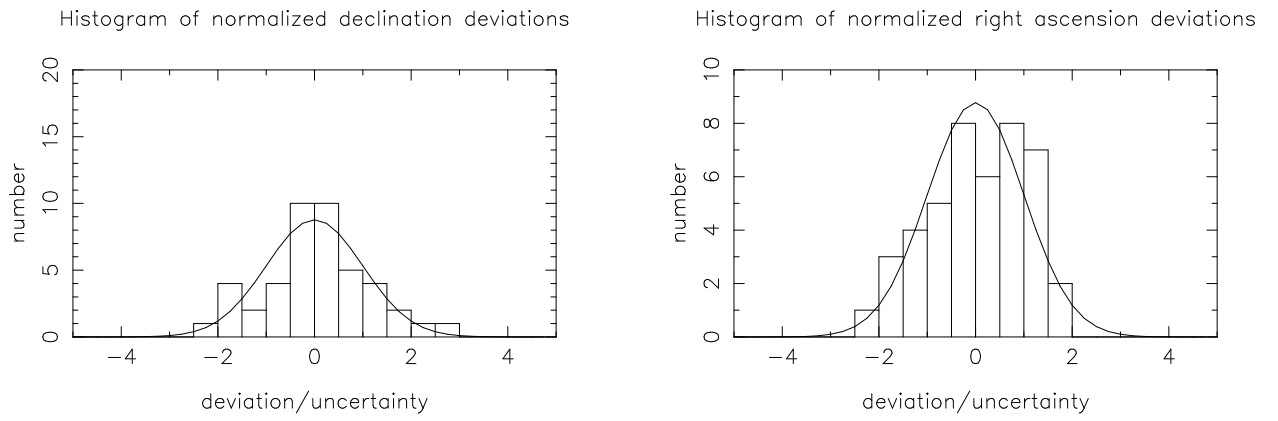 Histogram of normalized declination deviations
number
20
15
10
5
0
−4 −2 0 2 4
deviation/uncertainty
Histogram of normalized right ascension deviations
number
10
8
6
4
2
0
−4 −2 0 2 4
deviation/uncertainty